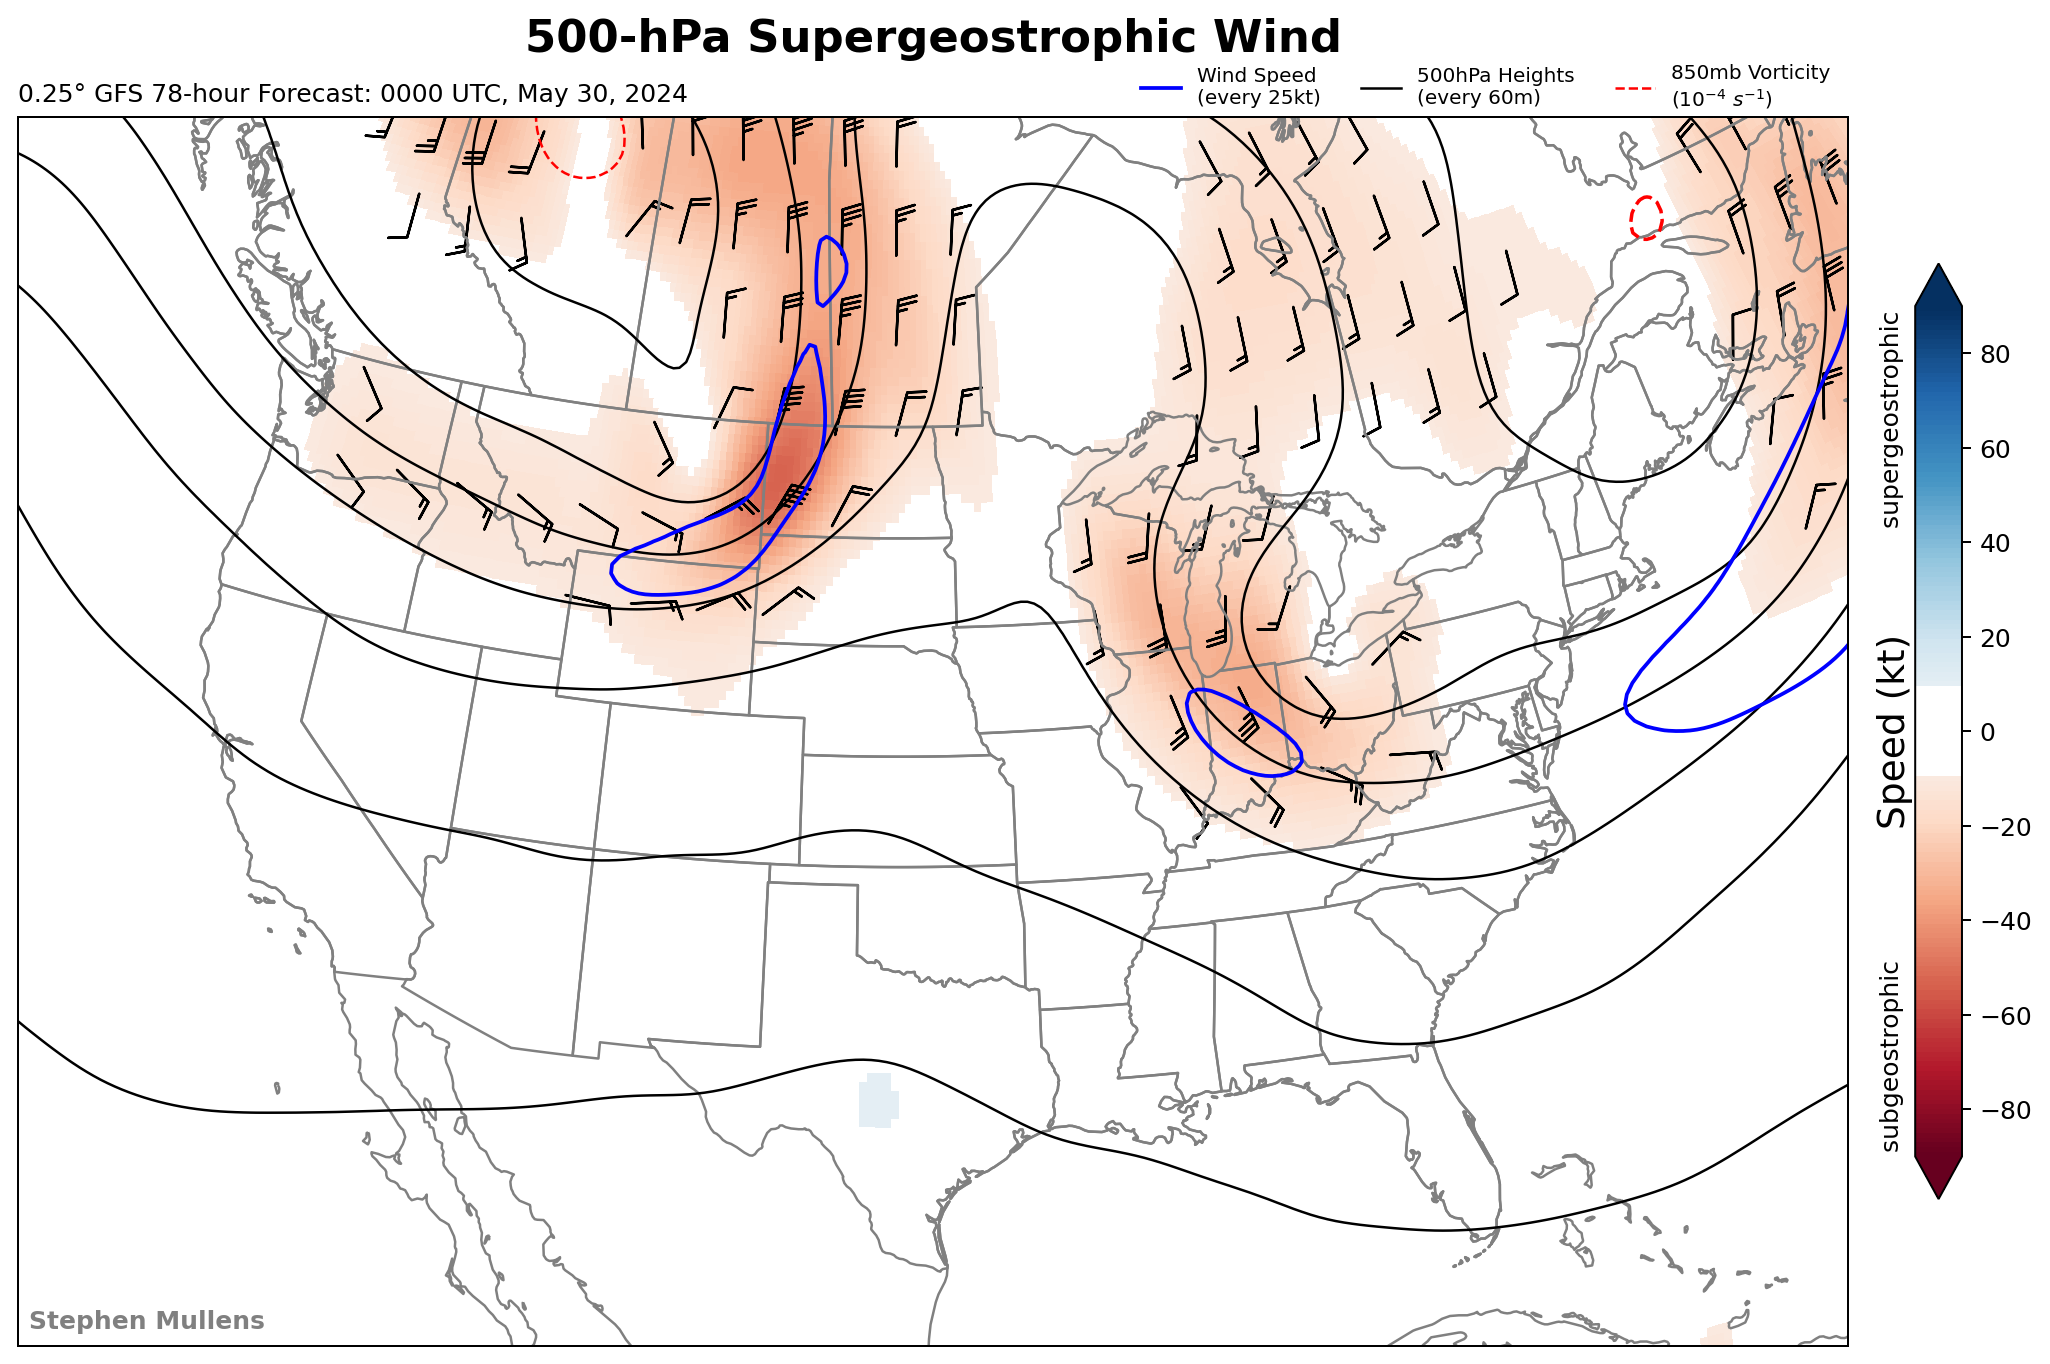 500-hPa Supergeostrophic Wind
0.25° GFS 78-hour Forecast: 0000 UTC, May 30, 2024
Wind Speed
(every 25kt)
500hPa Heights
(every 60m)
850mb Vorticity
(10⁻⁴ s⁻¹)
supergeostrophic
Speed (kt)
subgeostrophic
80
60
40
20
0
−20
−40
−60
−80
Stephen Mullens